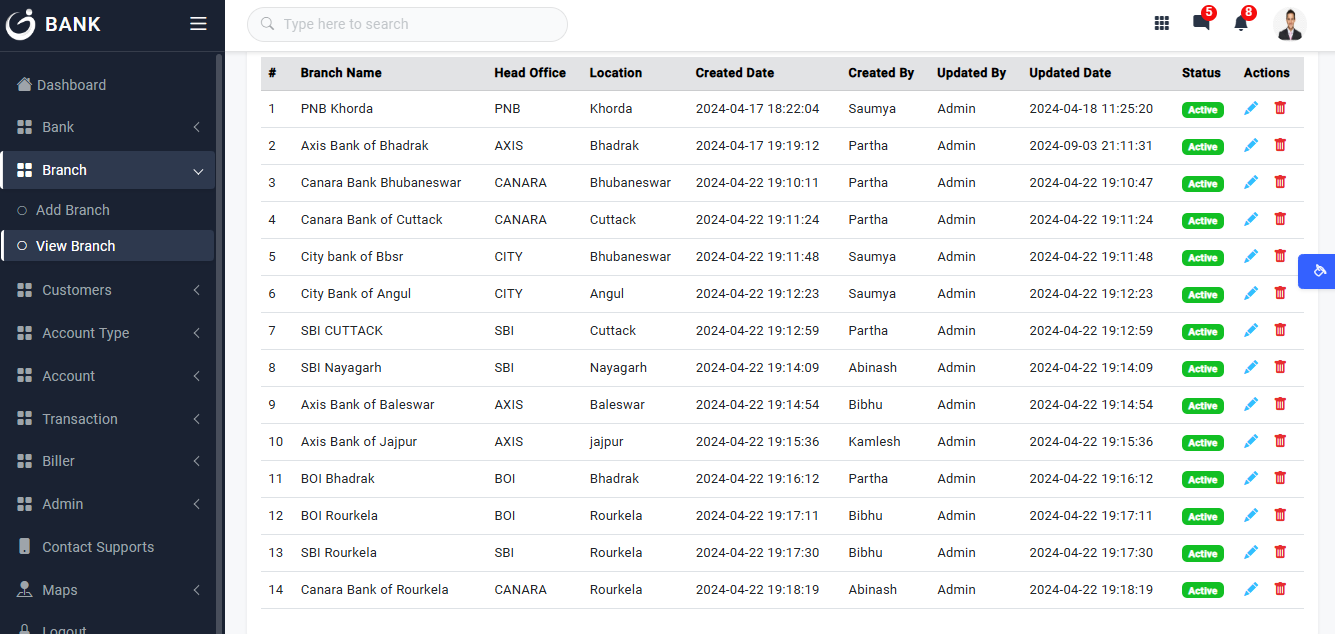 BANK
Type here to search
5
8
Dashboard
Bank
Branch
Add Branch
View Branch
Customers
Account Type
Account
Transaction
Biller
Admin
Contact Supports
Maps
Logout
# Branch Name Head Office Location Created Date Created By Updated By Updated Date Status Actions
1 PNB Khorda PNB Khorda 2024-04-17 18:22:04 Saumya Admin 2024-04-18 11:25:20 Active
2 Axis Bank of Bhadrak AXIS Bhadrak 2024-04-17 19:19:12 Partha Admin 2024-09-03 21:11:31 Active
3 Canara Bank Bhubaneswar CANARA Bhubaneswar 2024-04-22 19:10:11 Partha Admin 2024-04-22 19:10:47 Active
4 Canara Bank of Cuttack CANARA Cuttack 2024-04-22 19:11:24 Partha Admin 2024-04-22 19:11:24 Active
5 City bank of Bbsr CITY Bhubaneswar 2024-04-22 19:11:48 Saumya Admin 2024-04-22 19:11:48 Active
6 City Bank of Angul CITY Angul 2024-04-22 19:12:23 Saumya Admin 2024-04-22 19:12:23 Active
7 SBI CUTTACK SBI Cuttack 2024-04-22 19:12:59 Partha Admin 2024-04-22 19:12:59 Active
8 SBI Nayagarh SBI Nayagarh 2024-04-22 19:14:09 Abinash Admin 2024-04-22 19:14:09 Active
9 Axis Bank of Baleswar AXIS Baleswar 2024-04-22 19:14:54 Bibhu Admin 2024-04-22 19:14:54 Active
10 Axis Bank of Jajpur AXIS jajpur 2024-04-22 19:15:36 Kamlesh Admin 2024-04-22 19:15:36 Active
11 BOI Bhadrak BOI Bhadrak 2024-04-22 19:16:12 Partha Admin 2024-04-22 19:16:12 Active
12 BOI Rourkela BOI Rourkela 2024-04-22 19:17:11 Bibhu Admin 2024-04-22 19:17:11 Active
13 SBI Rourkela SBI Rourkela 2024-04-22 19:17:30 Bibhu Admin 2024-04-22 19:17:30 Active
14 Canara Bank of Rourkela CANARA Rourkela 2024-04-22 19:18:19 Abinash Admin 2024-04-22 19:18:19 Active